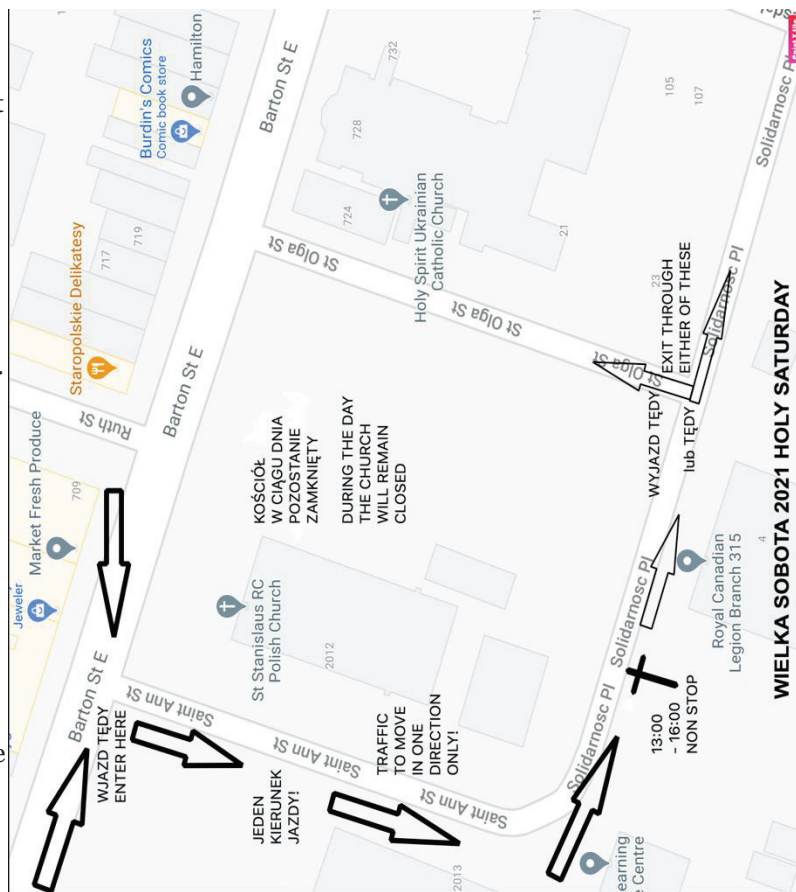 Jeweler
Market Fresh Produce
709
Staropolskie Delikatesy
717
719
Burdin's Comics
Comic book store
Hamilton
Ruth St
Barton St E
Barton St E
Barton St E
WJAZD TĘDY
ENTER HERE
Saint Ann St
Saint Ann St
Saint Ann St
JEDEN
KIERUNEK
JAZDY!
TRAFFIC
TO MOVE
IN ONE
DIRECTION
ONLY!
St Stanislaus RC
Polish Church
2012
2013
KOŚCIÓŁ
W CIĄGU DNIA
POZOSTANIE
ZAMKNIĘTY
DURING THE DAY
THE CHURCH
WILL REMAIN
CLOSED
St Olga St
St Olga St
St Olga St
724
728
732
Holy Spirit Ukrainian
Catholic Church
21
23
105
107
11
WYJAZD TĘDY
lub TĘDY
EXIT THROUGH
EITHER OF THESE
Solidarnosc Pl
Solidarnosc Pl
Solidarnosc Pl
Solidarnosc Pl
13:00
- 16:00
NON STOP
Royal Canadian
Legion Branch 315
4
earning
e Centre
WIELKA SOBOTA 2021 HOLY SATURDAY